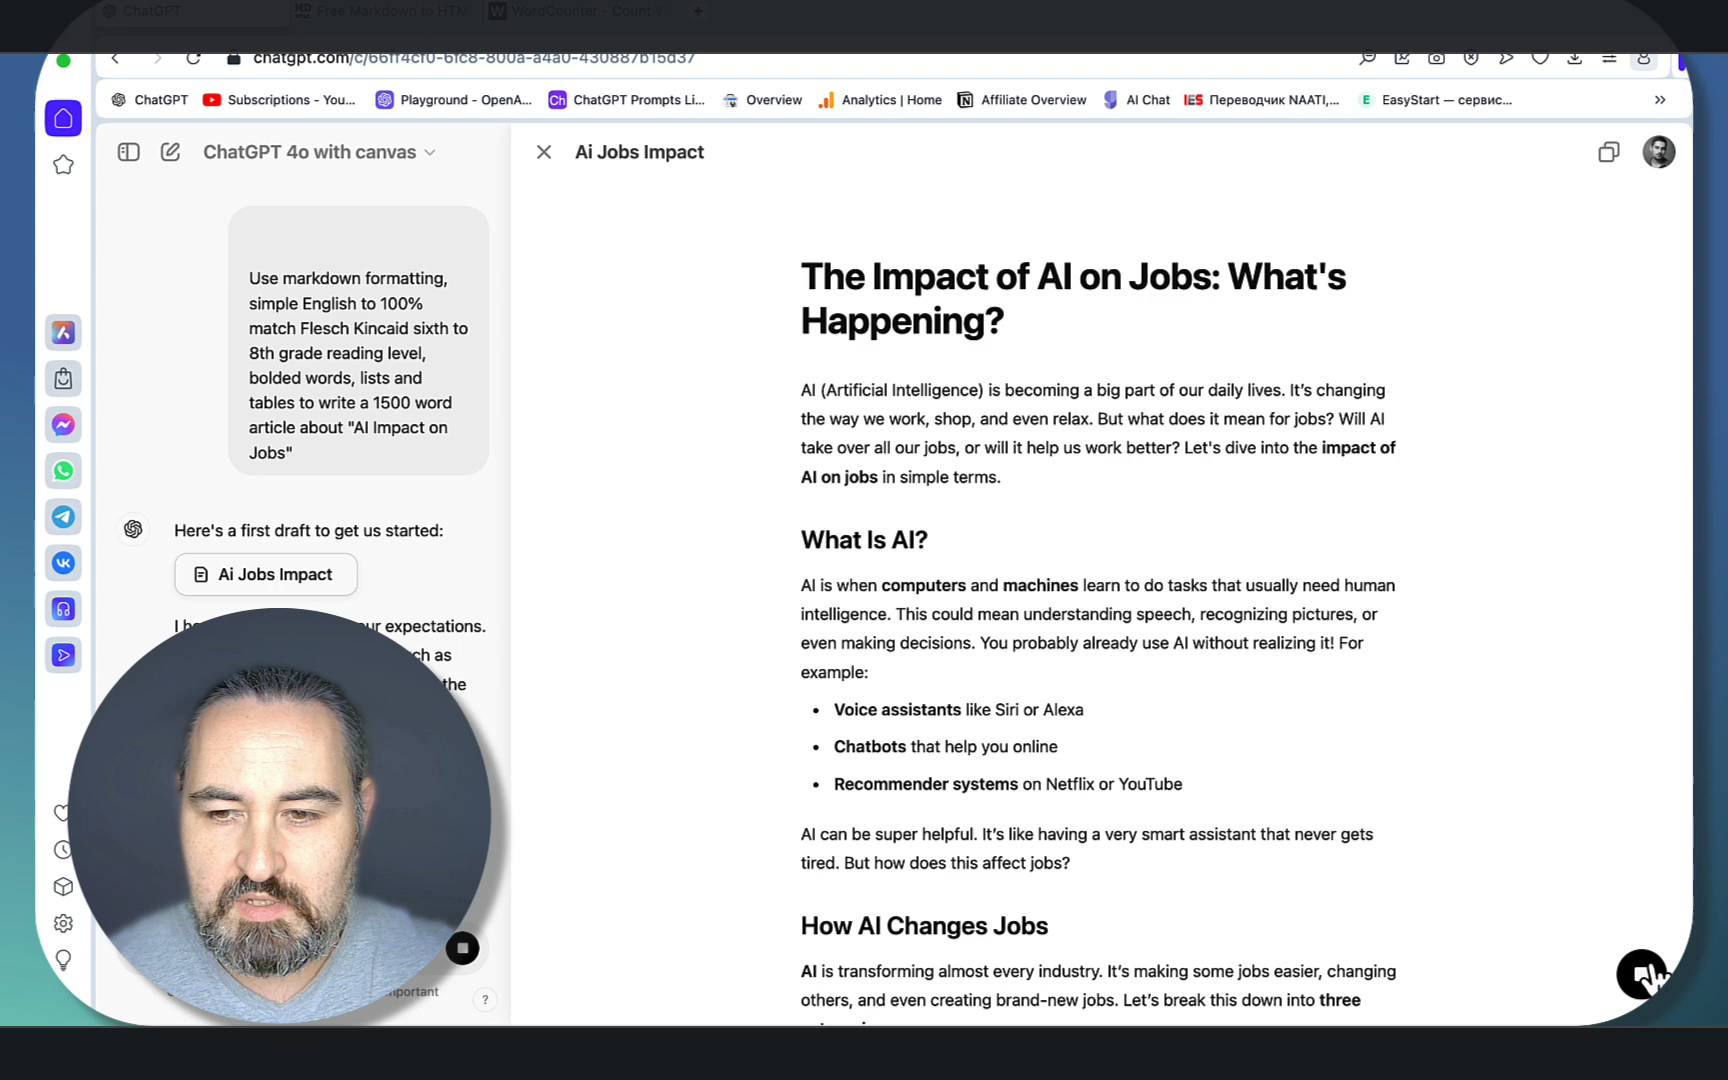 ChatGPT
Free Markdown to HTM
WordCounter - Count W
chatgpt.com/c/66ff4cf0-6fc8-800a-a4a0-430887b15d37
ChatGPT
Subscriptions - You...
Playground - OpenA...
Ch
ChatGPT Prompts Li...
Overview
Analytics | Home
Affiliate Overview
AI Chat
IES
Переводчик NAATI,...
E
EasyStart — сервис...
ChatGPT 4o with canvas
Ai Jobs Impact
Use markdown formatting,
simple English to 100%
match Flesch Kincaid sixth to
8th grade reading level,
bolded words, lists and
tables to write a 1500 word
article about "AI Impact on
Jobs"
Here's a first draft to get us started:
Ai Jobs Impact
expectations.
as
the
?
The Impact of AI on Jobs: What's
Happening?
AI (Artificial Intelligence) is becoming a big part of our daily lives. It’s changing
the way we work, shop, and even relax. But what does it mean for jobs? Will AI
take over all our jobs, or will it help us work better? Let's dive into the impact of
AI on jobs in simple terms.
What Is AI?
AI is when computers and machines learn to do tasks that usually need human
intelligence. This could mean understanding speech, recognizing pictures, or
even making decisions. You probably already use AI without realizing it! For
example:
• Voice assistants like Siri or Alexa
• Chatbots that help you online
• Recommender systems on Netflix or YouTube
AI can be super helpful. It’s like having a very smart assistant that never gets
tired. But how does this affect jobs?
How AI Changes Jobs
AI is transforming almost every industry. It’s making some jobs easier, changing
others, and even creating brand-new jobs. Let’s break this down into three